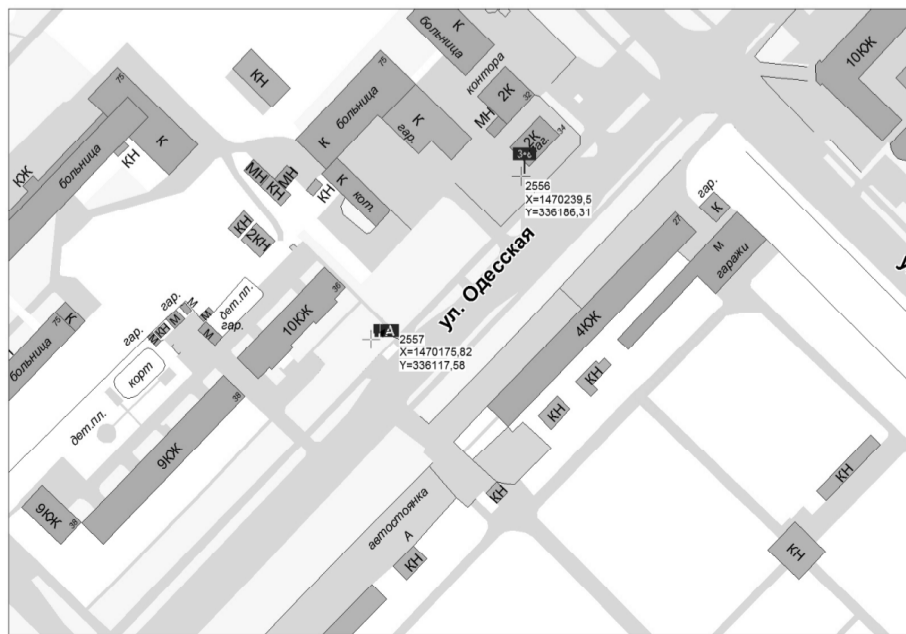 К
больница
10КЖ
контора
75
больница
К
2К
32
КН
75
К
гар.
МН
2К
маг.
34
К
КН
З•с
КЖ
больница
К
МН
МН
КН
КН
К
кот.
2556
X=1470239,5
Y=336186,31
гар.
К
27
М
гаражи
КН
2КН
ул. Одесская
дет.пл.
36
10КЖ
гар.
М
М
гар.
М
М
КН
гар.
А
2557
X=1470175,82
Y=336117,58
4КЖ
75
К
больница
корт
дет.пл.
38
9КЖ
КН
КН
КН
КН
9КЖ
38
автостоянка
А
КН
КН